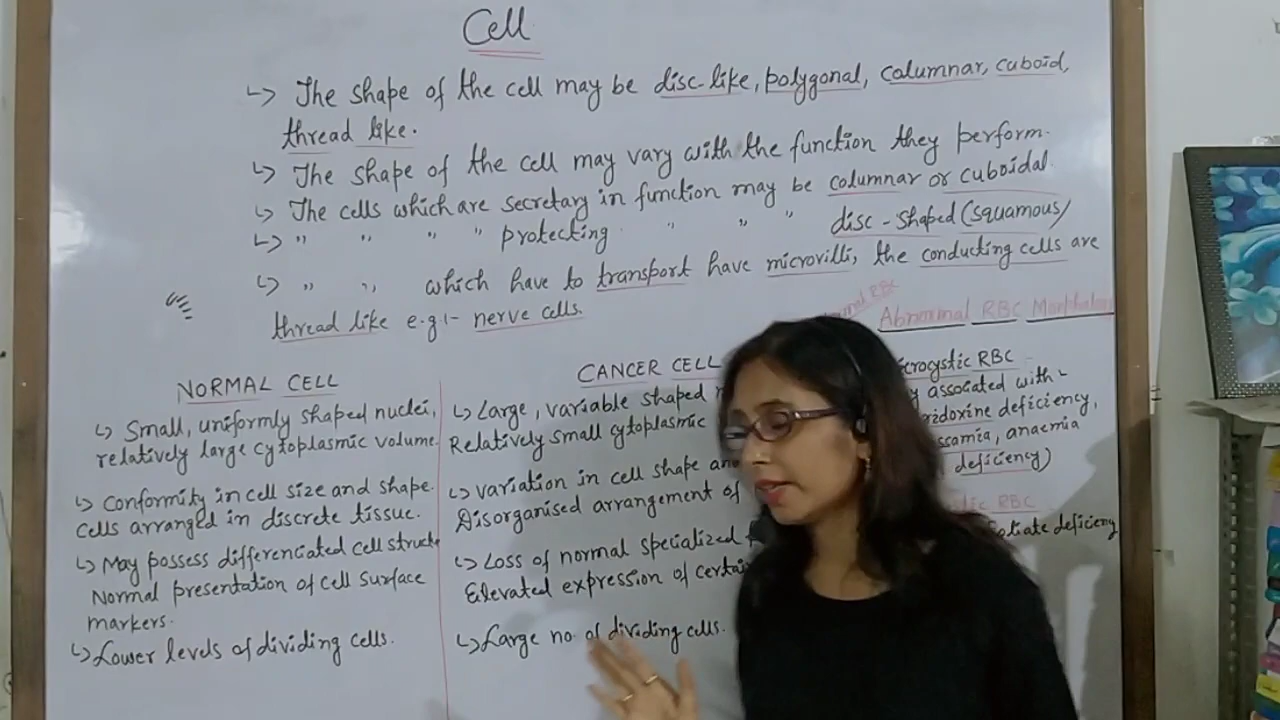 Cell
↳ The shape of the cell may be disc like, polygonal, columnar, cuboid,
thread like.
↳ The shape of the cell may vary with the function they perform.
↳ The cells which are secretary in function may be columnar or cuboidal.
↳ " " " " protecting " " " disc-shaped (squamous)
↳ " " which have to transport have microvilli, the conducting cells are
thread like e.g:- nerve cells.
NORMAL CELL
↳ Small, uniformly shaped nuclei,
relatively large cytoplasmic volume.
↳ Conformity in cell size and shape.
cells arranged in discrete tissue.
↳ May possess differenciated cell
Normal presentation of cell surface
markers.
↳ Lower levels of dividing cells.
CANCER CELL
↳ Large, variable shaped
Relatively small cytoplasmic
↳ variation in cell shape
Disorganised arrangement of
↳ Loss of normal specialized
Elevated expression of
↳ Large no. of dividing cells.
RBC
Abnormal RBC
RBC
associated with-
deficiency,
anaemia
deficiency)
RBC
deficiency